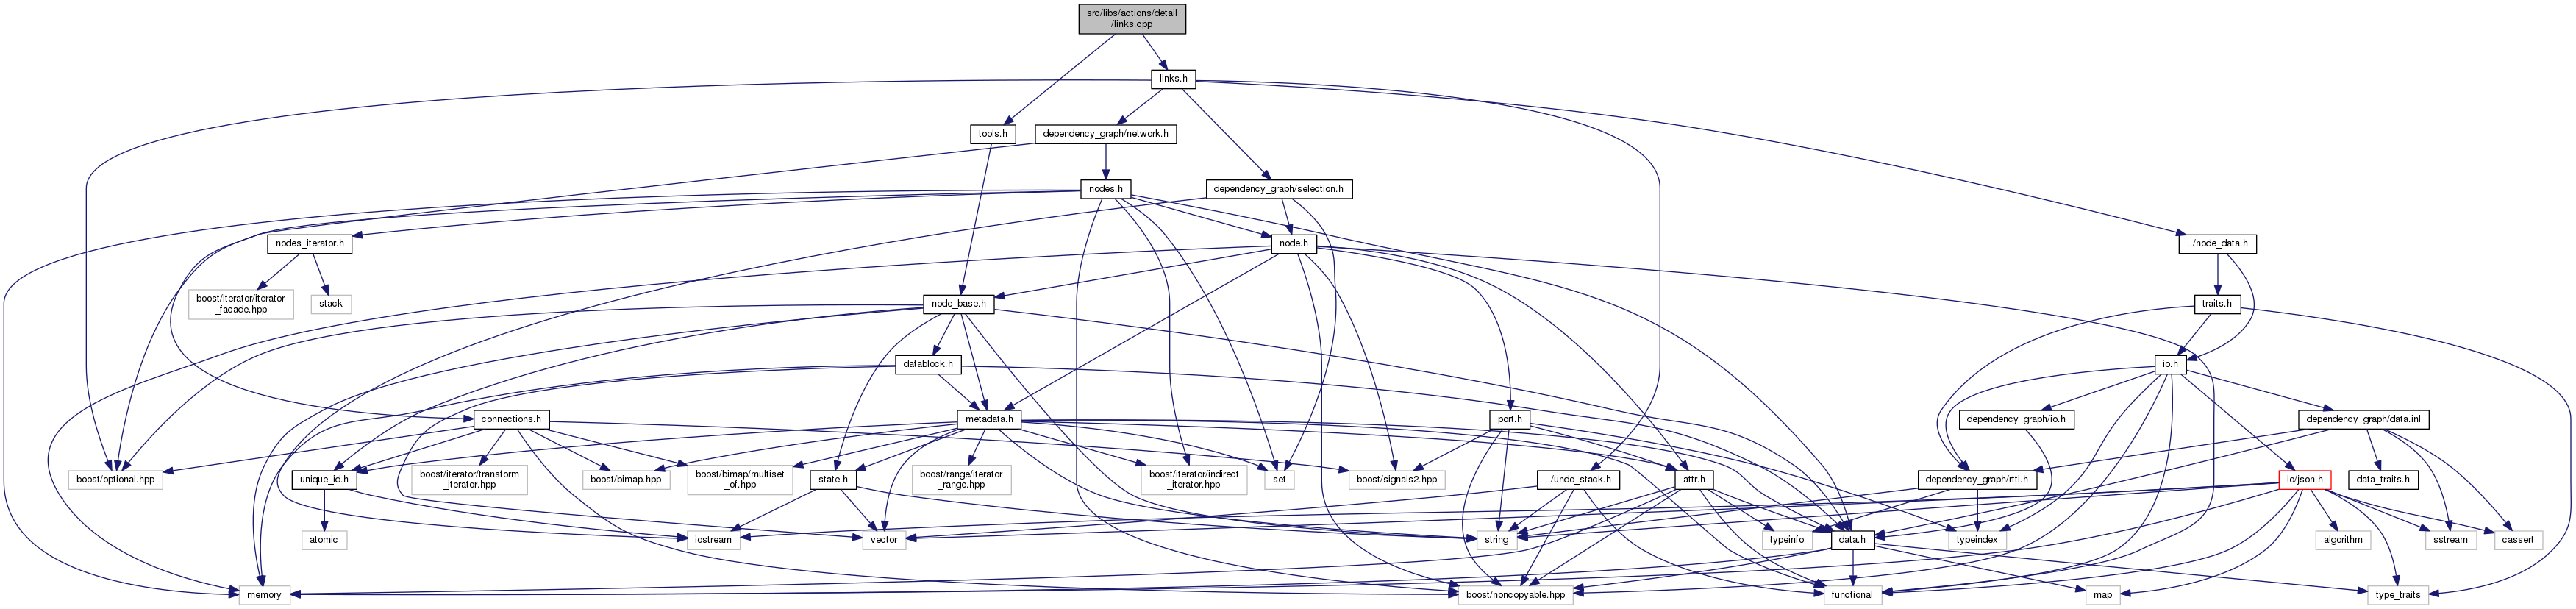 src/libs/actions/detail
/links.cpp
links.h
tools.h
dependency_graph/network.h
nodes.h
dependency_graph/selection.h
nodes_iterator.h
node.h
../node_data.h
boost/iterator/iterator
_facade.hpp
stack
node_base.h
traits.h
datablock.h
io.h
connections.h
metadata.h
port.h
dependency_graph/io.h
dependency_graph/data.inl
boost/optional.hpp
unique_id.h
boost/iterator/transform
_iterator.hpp
boost/bimap.hpp
boost/bimap/multiset
_of.hpp
state.h
boost/range/iterator
_range.hpp
boost/iterator/indirect
_iterator.hpp
set
boost/signals2.hpp
../undo_stack.h
attr.h
dependency_graph/rtti.h
io/json.h
data_traits.h
atomic
iostream
vector
string
typeinfo
data.h
typeindex
algorithm
sstream
cassert
memory
boost/noncopyable.hpp
functional
map
type_traits